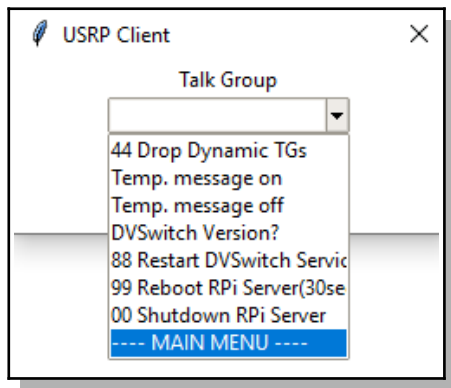 USRP Client
Talk Group
44 Drop Dynamic TGs
Temp. message on
Temp. message off
DVSwitch Version?
88 Restart DVSwitch Servic
99 Reboot RPi Server(30se
00 Shutdown RPi Server
---- MAIN MENU ----